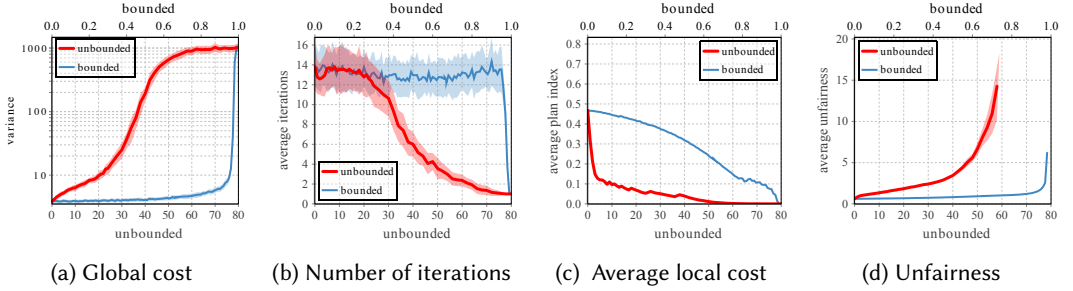 bounded
0.0 0.2 0.4 0.6 0.8 1.0
1000
100
10
variance
unbounded
bounded
0 10 20 30 40 50 60 70 80
unbounded
(a) Global cost
bounded
0.0 0.2 0.4 0.6 0.8 1.0
16
14
12
10
8
6
4
2
0
average iterations
unbounded
bounded
0 10 20 30 40 50 60 70 80
unbounded
(b) Number of iterations
bounded
0.0 0.2 0.4 0.6 0.8 1.0
0.8
0.7
0.6
0.5
0.4
0.3
0.2
0.1
0.0
average plan index
unbounded
bounded
0 10 20 30 40 50 60 70 80
unbounded
(c) Average local cost
bounded
0.0 0.2 0.4 0.6 0.8 1.0
20
15
10
5
0
average unfairness
unbounded
bounded
0 10 20 30 40 50 60 70 80
unbounded
(d) Unfairness